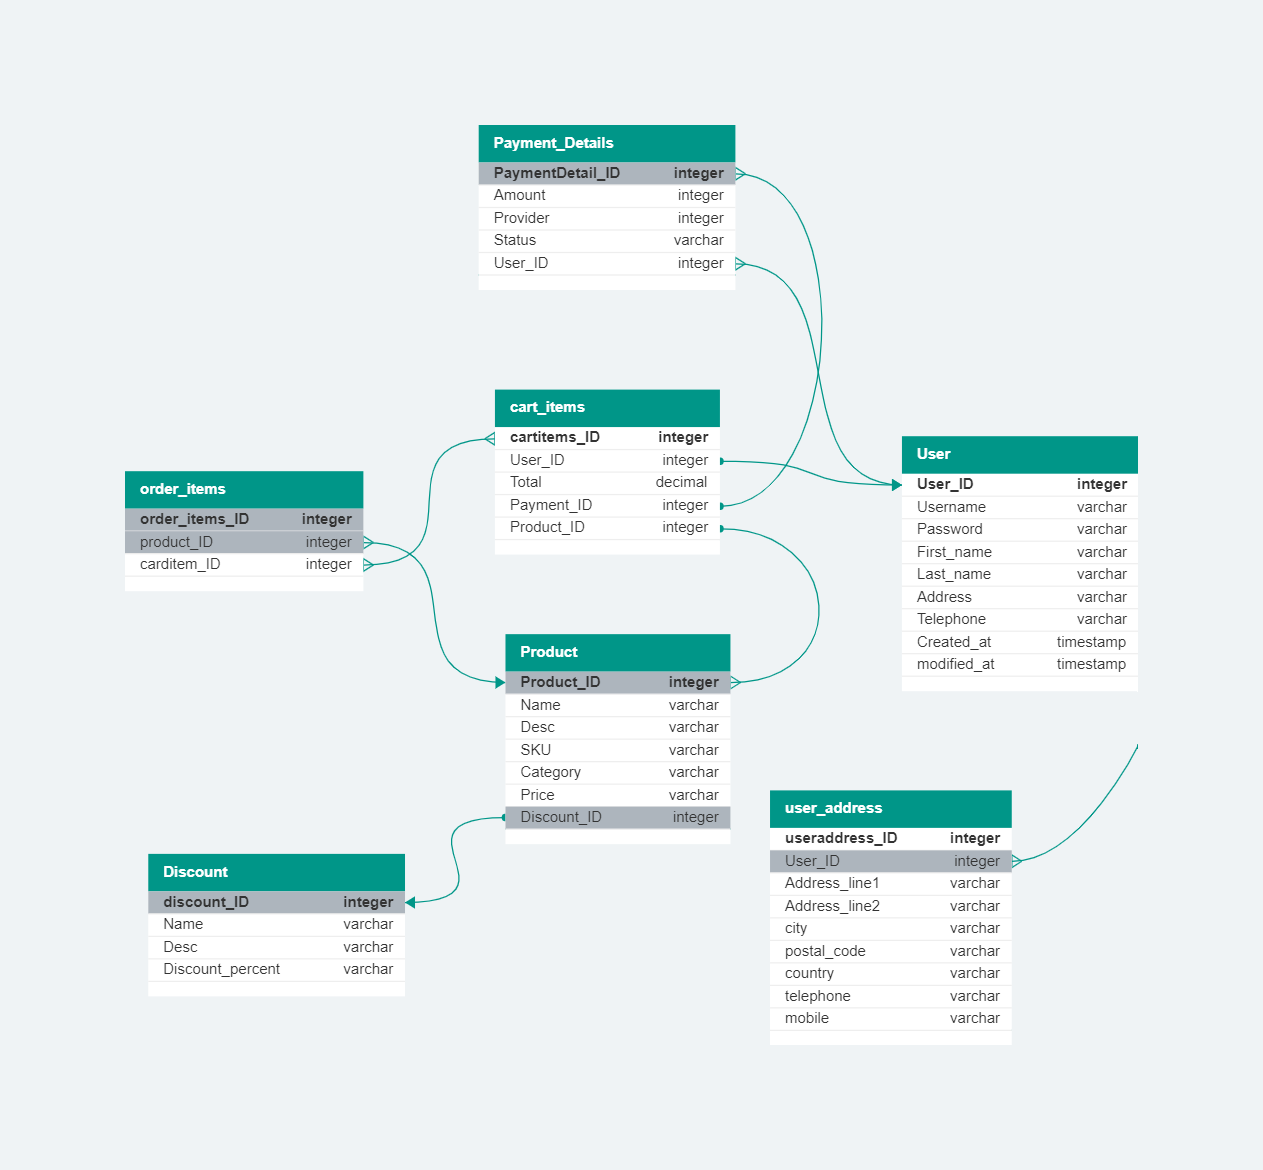 Payment_Details
PaymentDetail_ID integer
Amount integer
Provider integer
Status varchar
User_ID integer
cart_items
cartitems_ID integer
User_ID integer
Total decimal
Payment_ID integer
Product_ID integer
User
User_ID integer
Username varchar
Password varchar
First_name varchar
Last_name varchar
Address varchar
Telephone varchar
Created_at timestamp
modified_at timestamp
order_items
order_items_ID integer
product_ID integer
carditem_ID integer
Product
Product_ID integer
Name varchar
Desc varchar
SKU varchar
Category varchar
Price varchar
Discount_ID integer
user_address
useraddress_ID integer
User_ID integer
Address_line1 varchar
Address_line2 varchar
city varchar
postal_code varchar
country varchar
telephone varchar
mobile varchar
Discount
discount_ID integer
Name varchar
Desc varchar
Discount_percent varchar